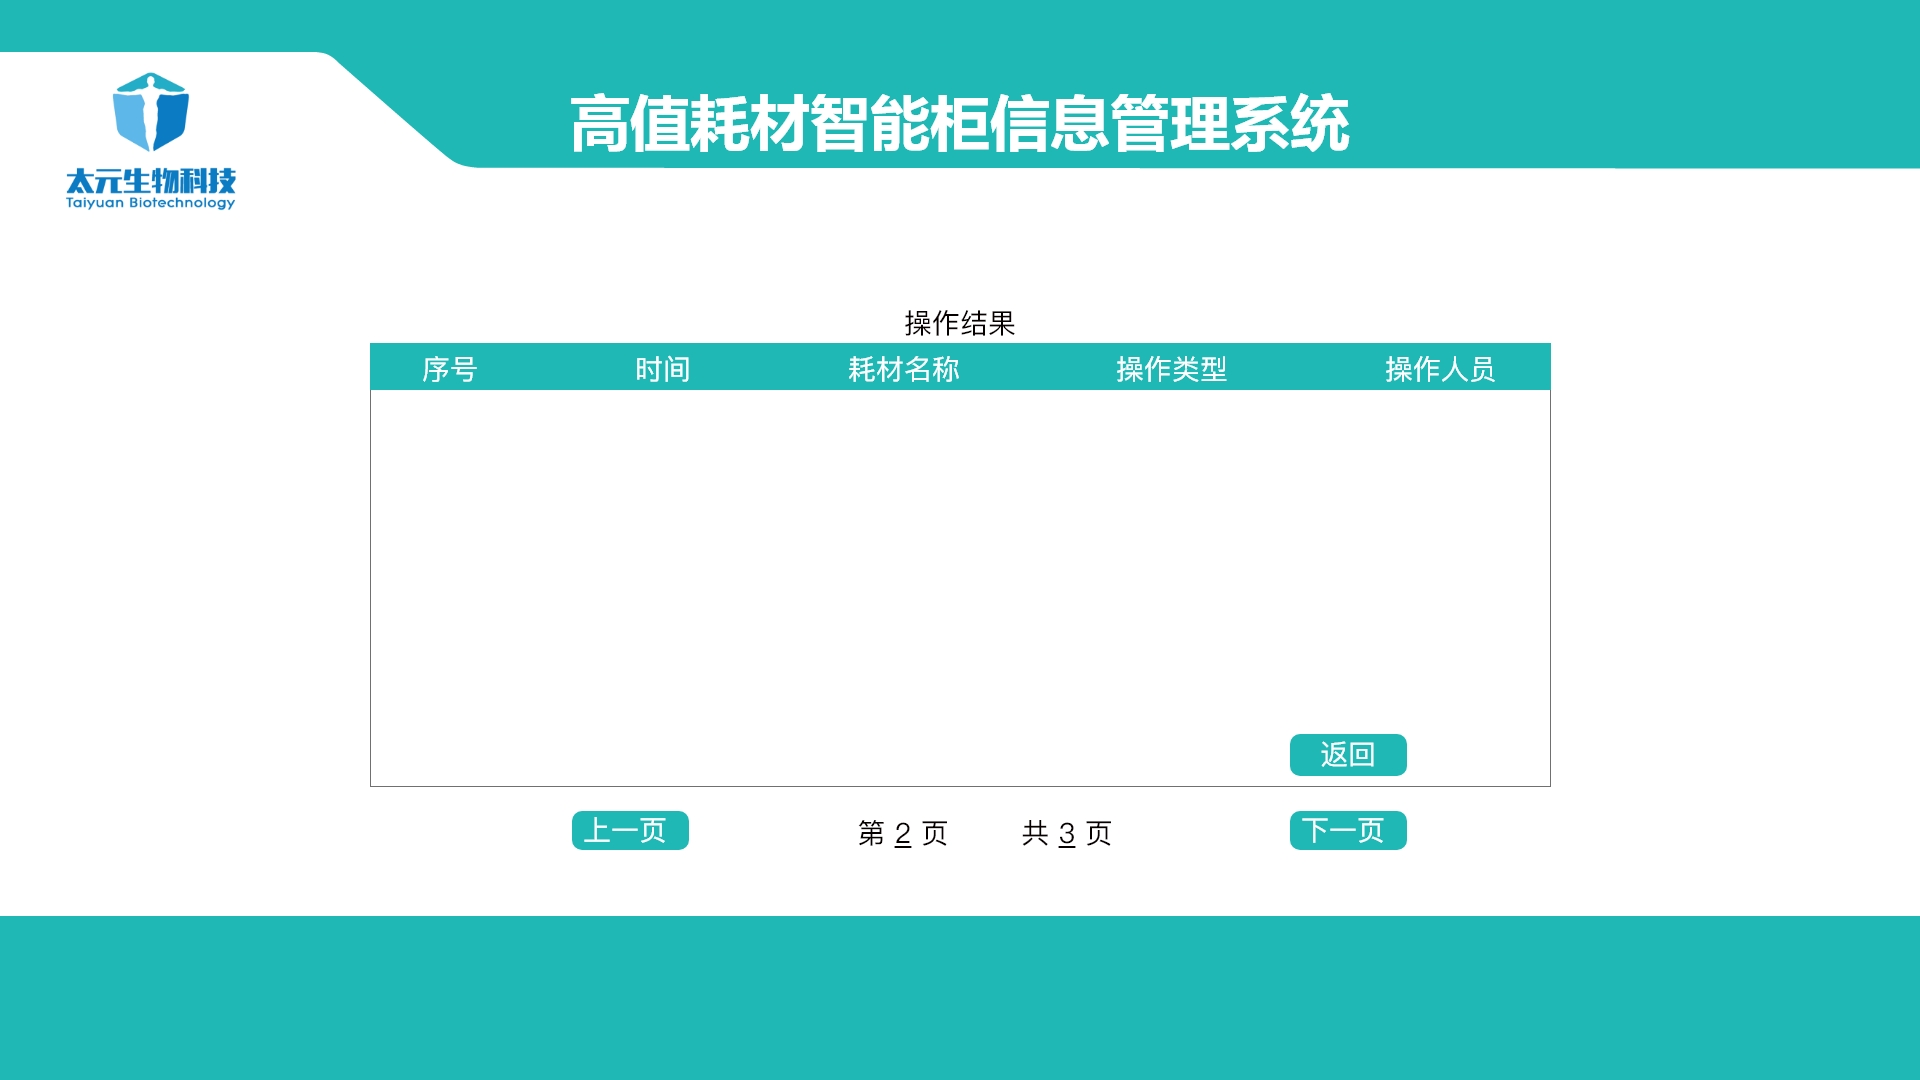 高值耗材智能柜信息管理系统
太元生物科技
Taiyuan Biotechnology
操作结果
序号 时间 耗材名称 操作类型 操作人员
返回
上一页 第 2 页 共 3 页 下一页